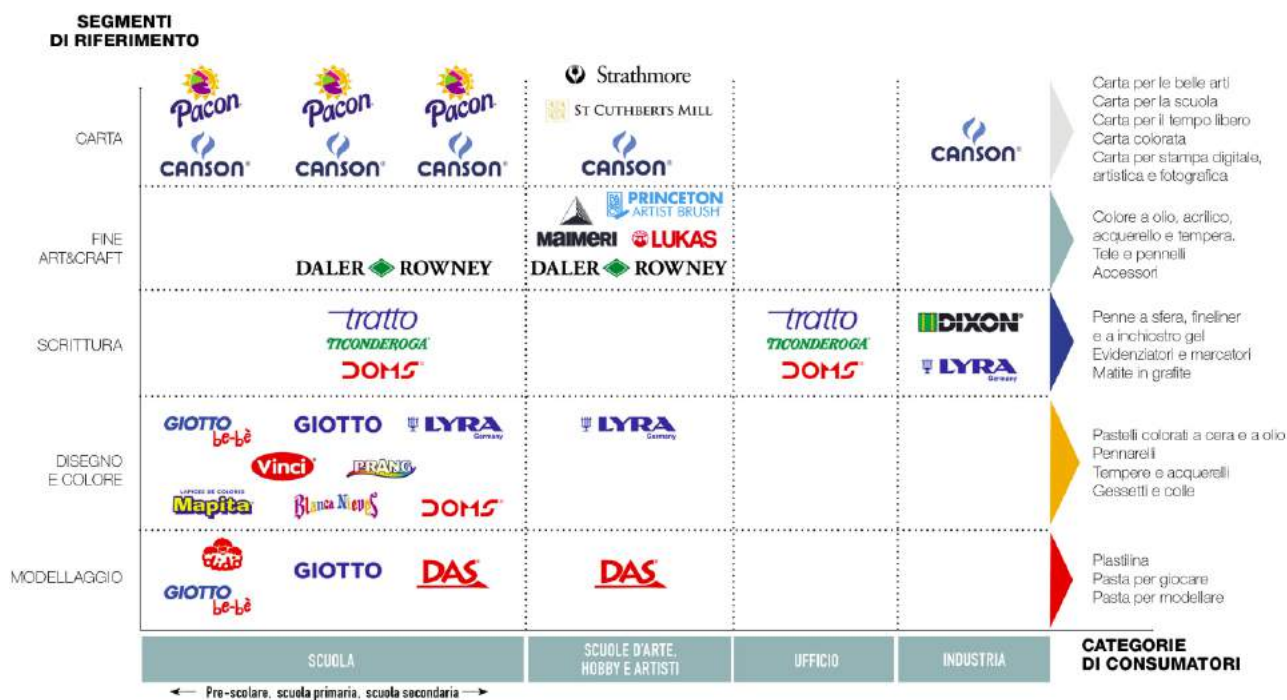 SEGMENTI
DI RIFERIMENTO
CARTA
Pacon
Pacon
Pacon
CANSON®
CANSON®
CANSON®
Strathmore
ST CUTHBERTS MILL
CANSON®
CANSON®
Carta per le belle arti
Carta per la scuola
Carta per il tempo libero
Carta colorata
Carta per stampa digitale,
artistica e fotografica
FINE
ART&CRAFT
DALER ROWNEY
PRINCETON
ARTIST BRUSH
MAIMERI
LUKAS
DALER ROWNEY
Colore a olio, acrilico,
acquerello e tempera.
Tele e pennelli
Accessori
SCRITTURA
tratto
TICONDEROGA
DOMS
tratto
TICONDEROGA
DOMS
DIXON®
LYRA
Germany
Penne a sfera, fineliner
e a inchiostro gel
Evidenziatori e marcatori
Matite in grafite
DISEGNO
E COLORE
GIOTTO
be-bè
GIOTTO
LYRA
Germany
Vinci
PRANG
LAPICES DE COLORES
Mapita
Blanca Nieves
DOMS
LYRA
Germany
Pastelli colorati a cera e a olio
Pennarelli
Tempere e acquerelli
Gessetti e colle
MODELLAGGIO
GIOTTO
be-bè
GIOTTO
DAS
DAS
Plastilina
Pasta per giocare
Pasta per modellare
SCUOLA
SCUOLE D'ARTE,
HOBBY E ARTISTI
UFFICIO
INDUSTRIA
CATEGORIE
DI CONSUMATORI
Pre-scolare, scuola primaria, scuola secondaria